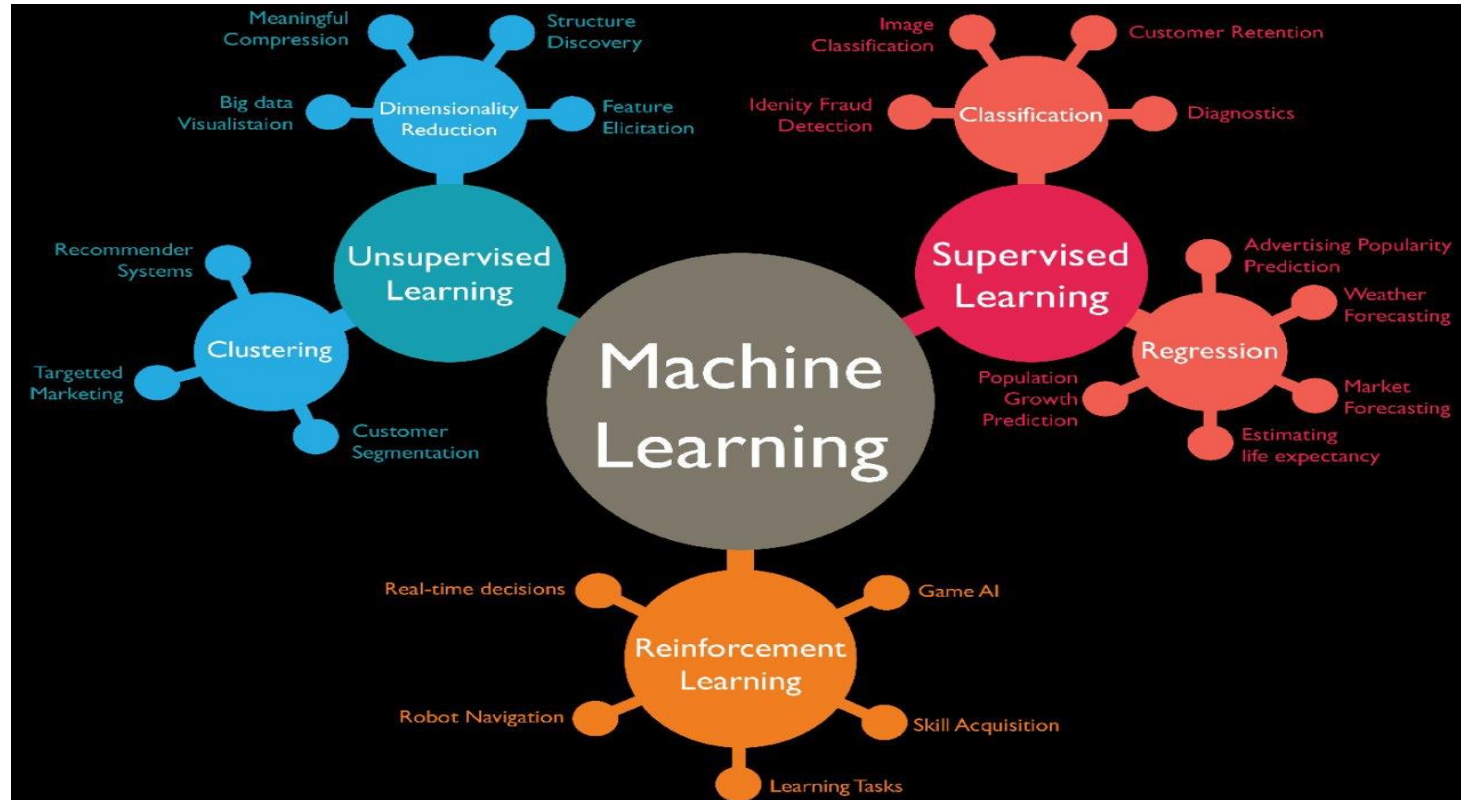 Meaningful
Compression
Structure
Discovery
Big data
Visualistaion
Dimensionality
Reduction
Feature
Elicitation
Image
Classification
Customer Retention
Idenity Fraud
Detection
Classification
Diagnostics
Unsupervised
Learning
Supervised
Learning
Recommender
Systems
Clustering
Targetted
Marketing
Customer
Segmentation
Advertising Popularity
Prediction
Weather
Forecasting
Regression
Population
Growth
Prediction
Market
Forecasting
Estimating
life expectancy
Machine
Learning
Real-time decisions
Game AI
Reinforcement
Learning
Robot Navigation
Skill Acquisition
Learning Tasks